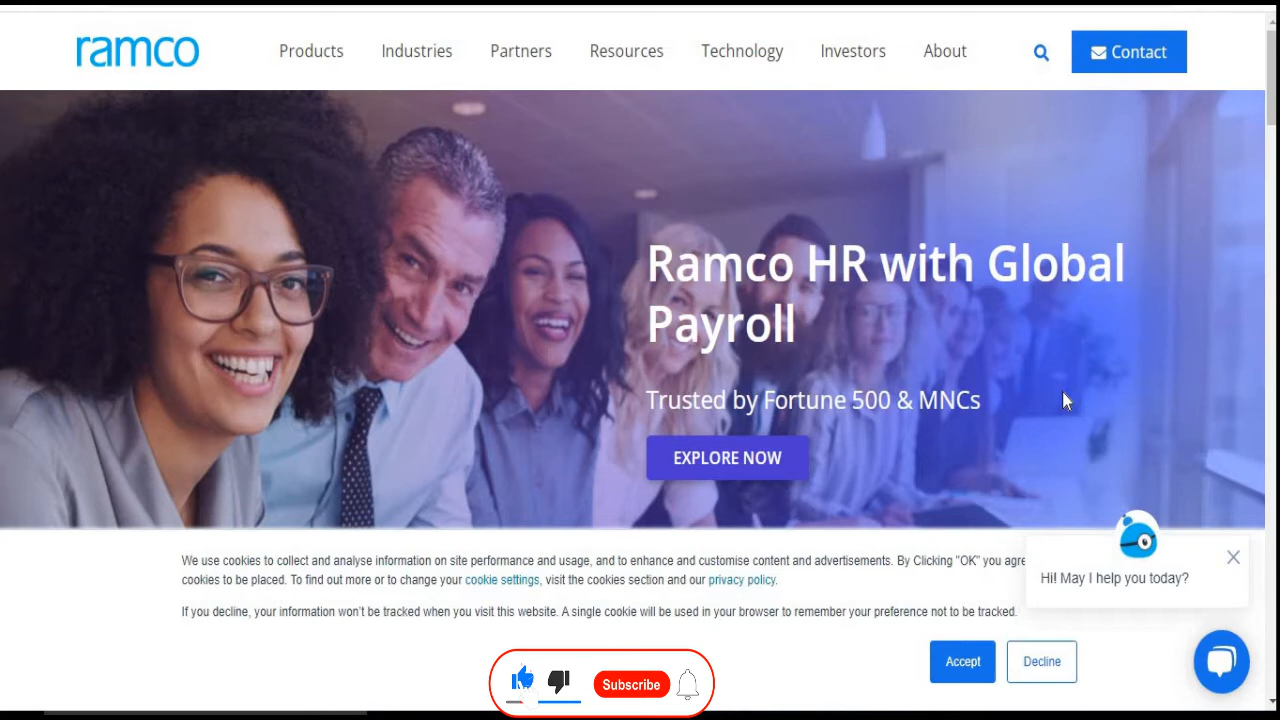 ramco
Products Industries Partners Resources Technology Investors About Contact
Ramco HR with Global
Payroll
Trusted by Fortune 500 & MNCs
EXPLORE NOW
We use cookies to collect and analyse information on site performance and usage, and to enhance and customise content and advertisements. By Clicking "OK" you agre
cookies to be placed. To find out more or to change your cookie settings, visit the cookies section and our privacy policy.
If you decline, your information won't be tracked when you visit this website. A single cookie will be used in your browser to remember your preference not to be tracked.
Hi! May I help you today?
Accept Decline
Subscribe